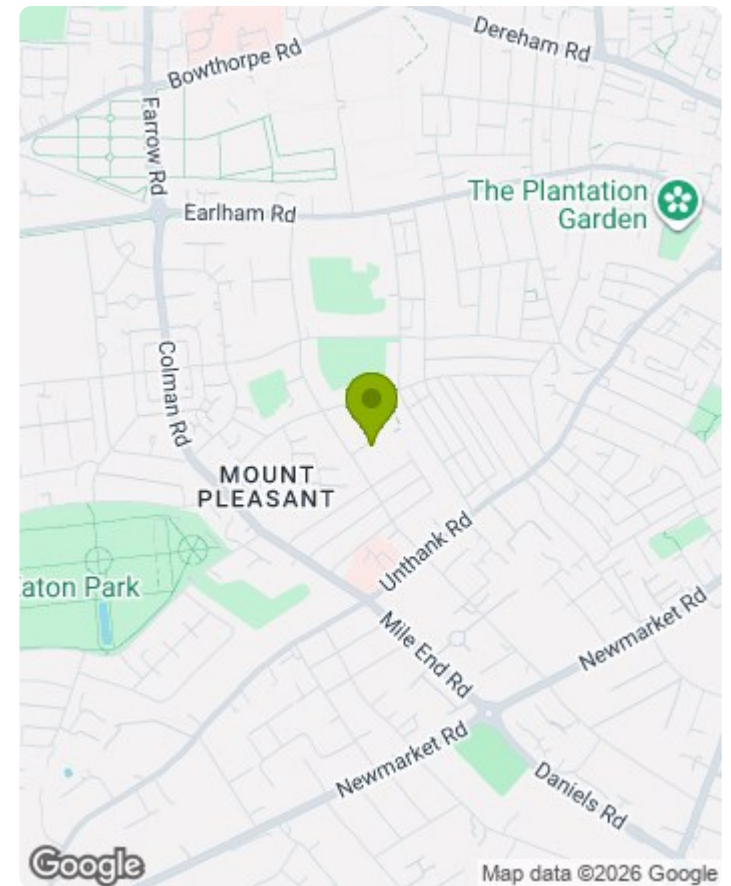 Dereham Rd
Bowthorpe Rd
Farrow Rd
The Plantation
Garden
Earlham Rd
Colman Rd
MOUNT
PLEASANT
Unthank Rd
aton Park
Newmarket Rd
Mile End Rd
Newmarket Rd
Daniels Rd
Google
Map data ©2026 Google